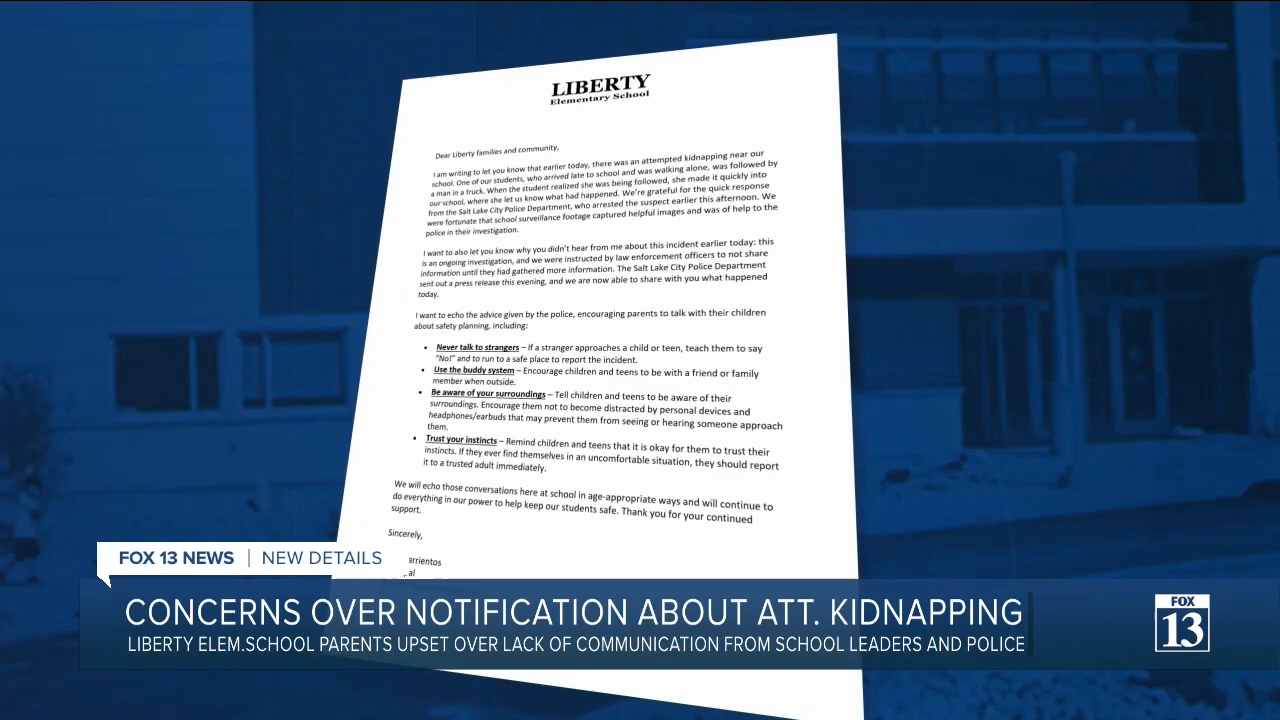 LIBERTY
Elementary School
Dear Liberty families and community,
I am writing to let you know that earlier today, there was an attempted kidnapping near our
school. One of our students, who arrived late to school and was walking alone, was followed by
a man in a truck. When the student realized she was being followed, she made it quickly into
our school, where she let us know what had happened. We're grateful for the quick response
from the Salt Lake City Police Department, who arrested the suspect earlier this afternoon. We
were fortunate that school surveillance footage captured helpful images and was of help to the
police in their investigation.
I want to also let you know why you didn't hear from me about this incident earlier today: this
is an ongoing investigation, and we were instructed by law enforcement officers to not share
information until they had gathered more information. The Salt Lake City Police Department
sent out a press release this evening, and we are now able to share with you what happened
today.
I want to echo the advice given by the police, encouraging parents to talk with their children
about safety planning, including:
• Never talk to strangers – If a stranger approaches a child or teen, teach them to say
"No!" and to run to a safe place to report the incident.
• Use the buddy system – Encourage children and teens to be with a friend or family
member when outside.
• Be aware of your surroundings – Tell children and teens to be aware of their
surroundings. Encourage them not to become distracted by personal devices and
headphones/earbuds that may prevent them from seeing or hearing someone approach
them.
• Trust your instincts – Remind children and teens that it is okay for them to trust their
instincts. If they ever find themselves in an uncomfortable situation, they should report
it to a trusted adult immediately.
We will echo those conversations here at school in age-appropriate ways and will continue to
do everything in our power to help keep our students safe. Thank you for your continued
support.
Sincerely,
arrientos
al
FOX 13 NEWS | NEW DETAILS
CONCERNS OVER NOTIFICATION ABOUT ATT. KIDNAPPING
LIBERTY ELEM.SCHOOL PARENTS UPSET OVER LACK OF COMMUNICATION FROM SCHOOL LEADERS AND POLICE
FOX
13